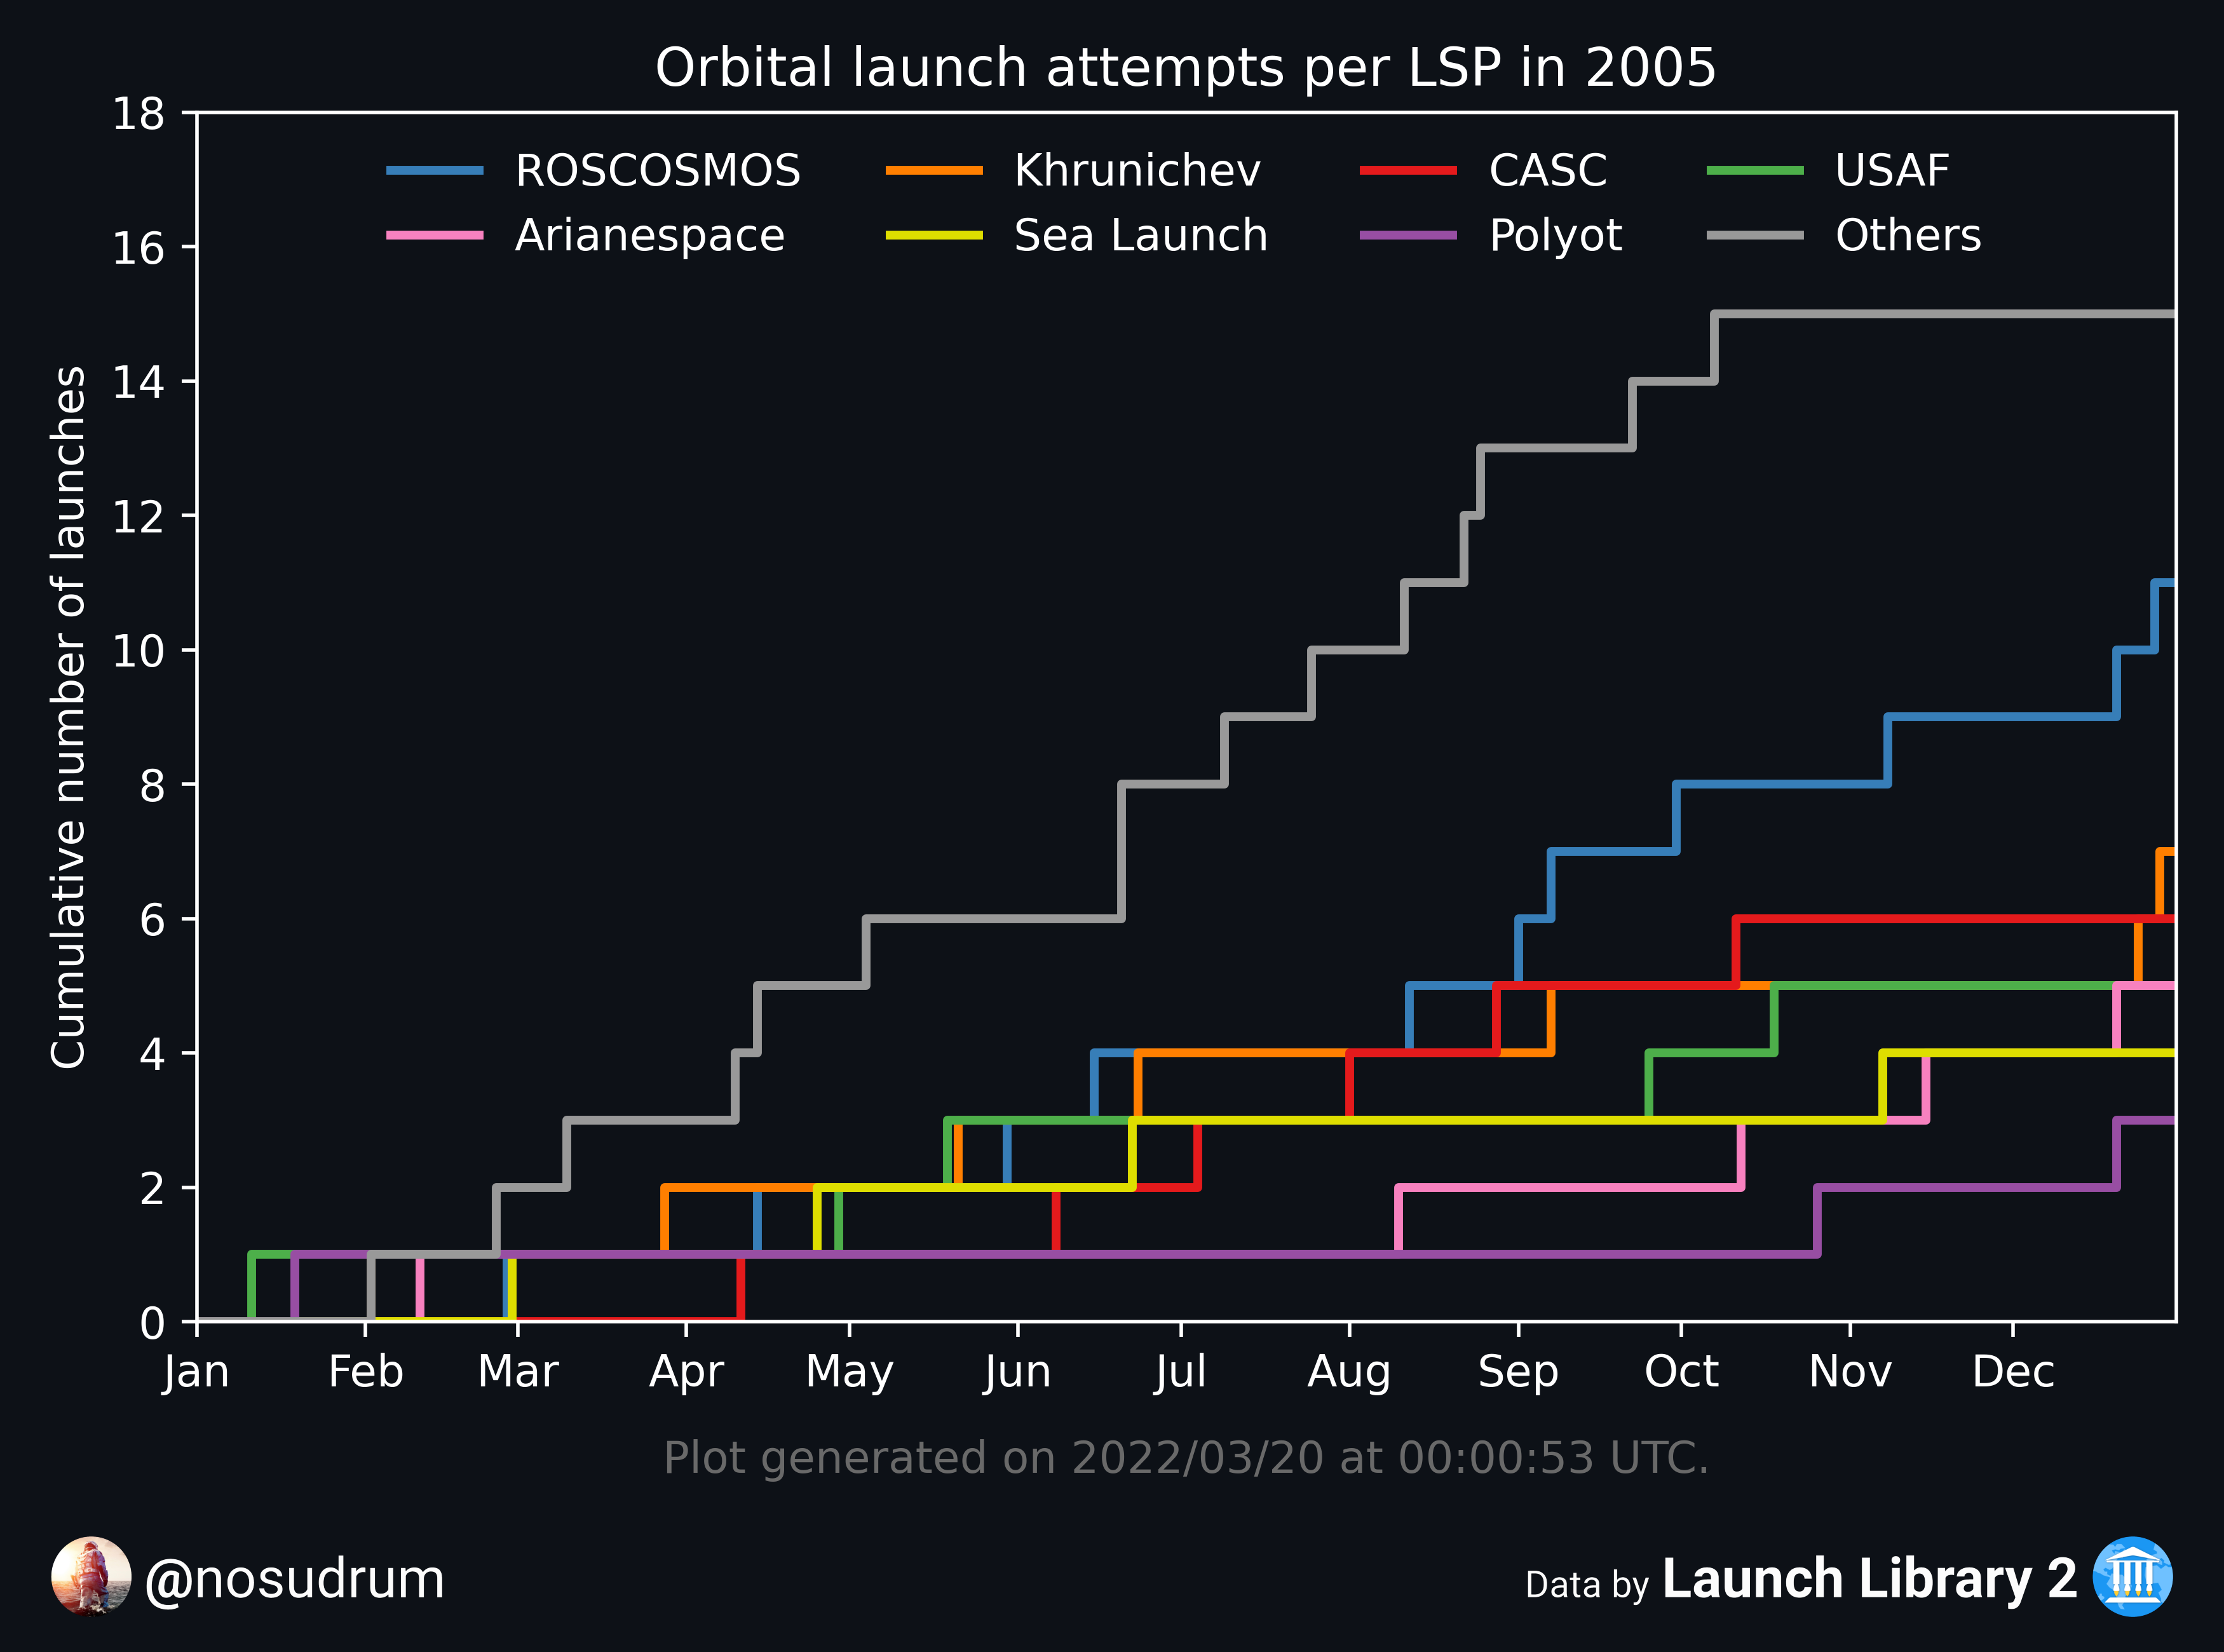 Orbital launch attempts per LSP in 2005
ROSCOSMOS Khrunichev CASC USAF
Arianespace Sea Launch Polyot Others
Cumulative number of launches
18
16
14
12
10
8
6
4
2
0
Jan Feb Mar Apr May Jun Jul Aug Sep Oct Nov Dec
Plot generated on 2022/03/20 at 00:00:53 UTC.
@nosudrum
Data by Launch Library 2